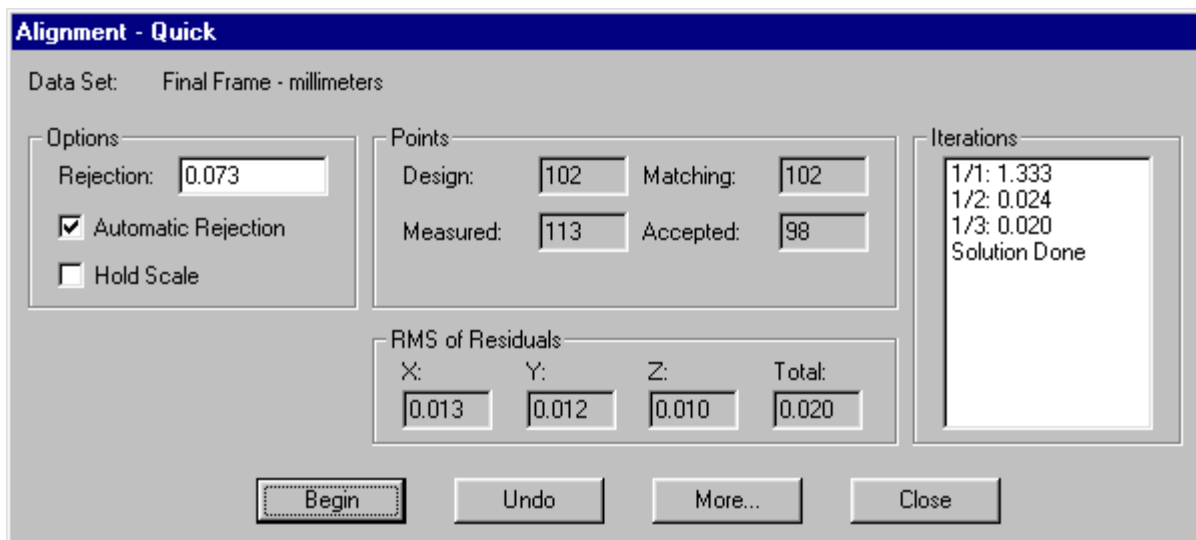 Alignment - Quick
Data Set: Final Frame - millimeters
Options
Rejection: 0.073
Automatic Rejection
Hold Scale
Points
Design: 102 Matching: 102
Measured: 113 Accepted: 98
RMS of Residuals
X: Y: Z: Total:
0.013 0.012 0.010 0.020
Iterations
1/1: 1.333
1/2: 0.024
1/3: 0.020
Solution Done
Begin Undo More... Close